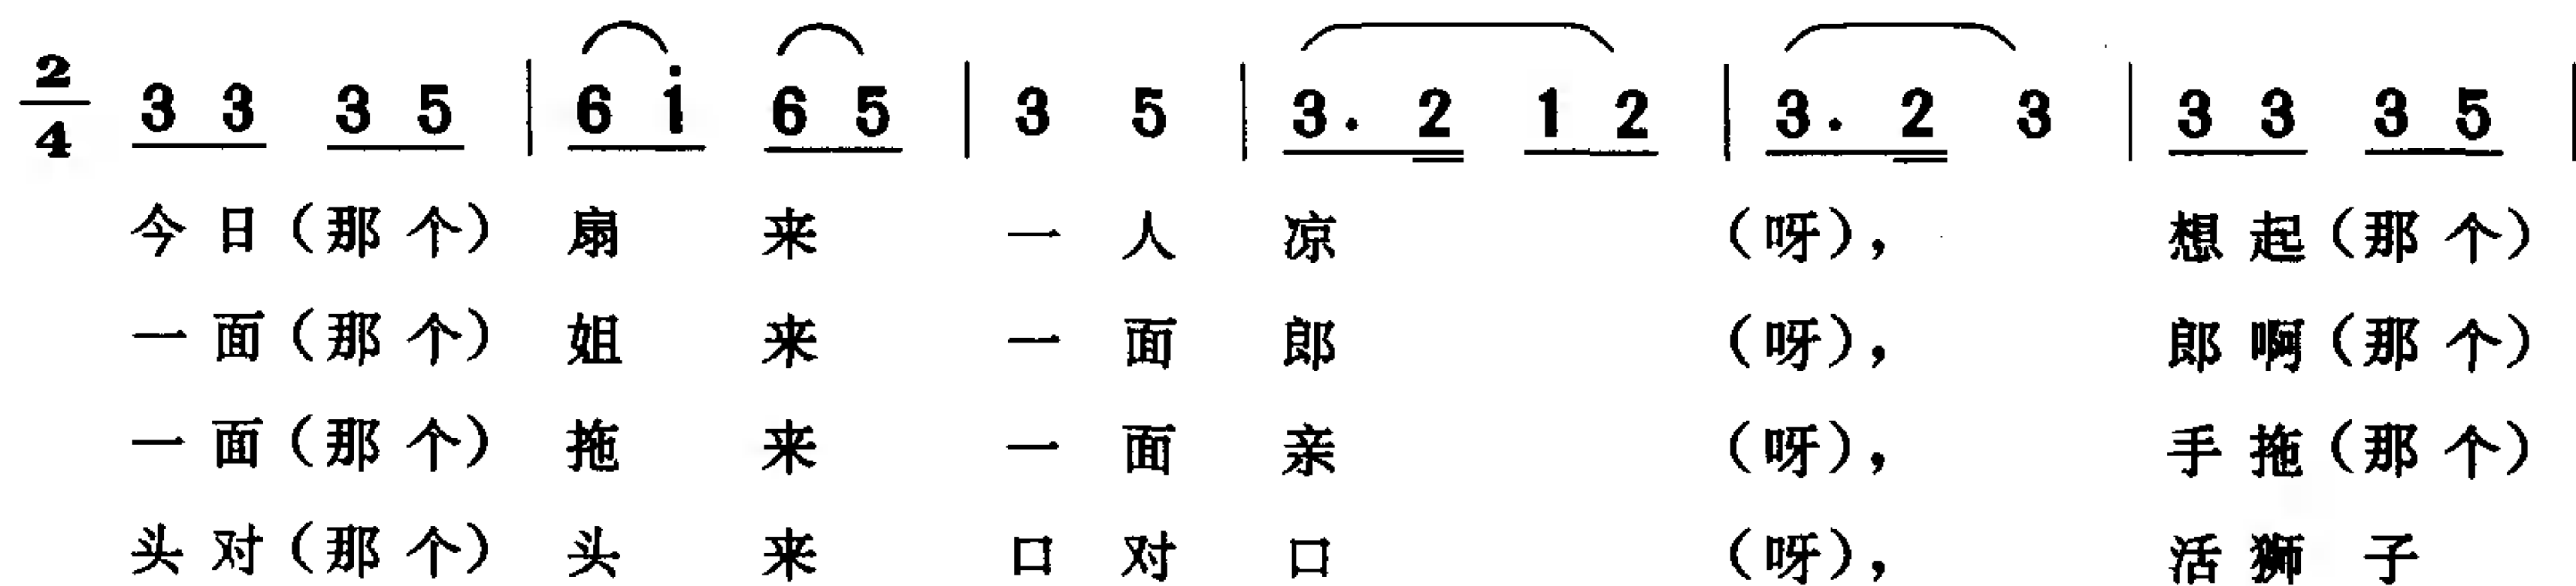 2/4 3 3 3 5 | 6 i 6 5 | 3 5 | 3. 2 1 2 | 3. 2 3 | 3 3 3 5 |
今日（那个）扇 来 一 人 凉 （呀）， 想起（那个）
一面（那个）姐 来 一 面 郎 （呀）， 郎啊（那个）
一面（那个）拖 来 一 面 亲 （呀）， 手拖（那个）
头对（那个）头 来 口 对 口 （呀）， 活狮 子